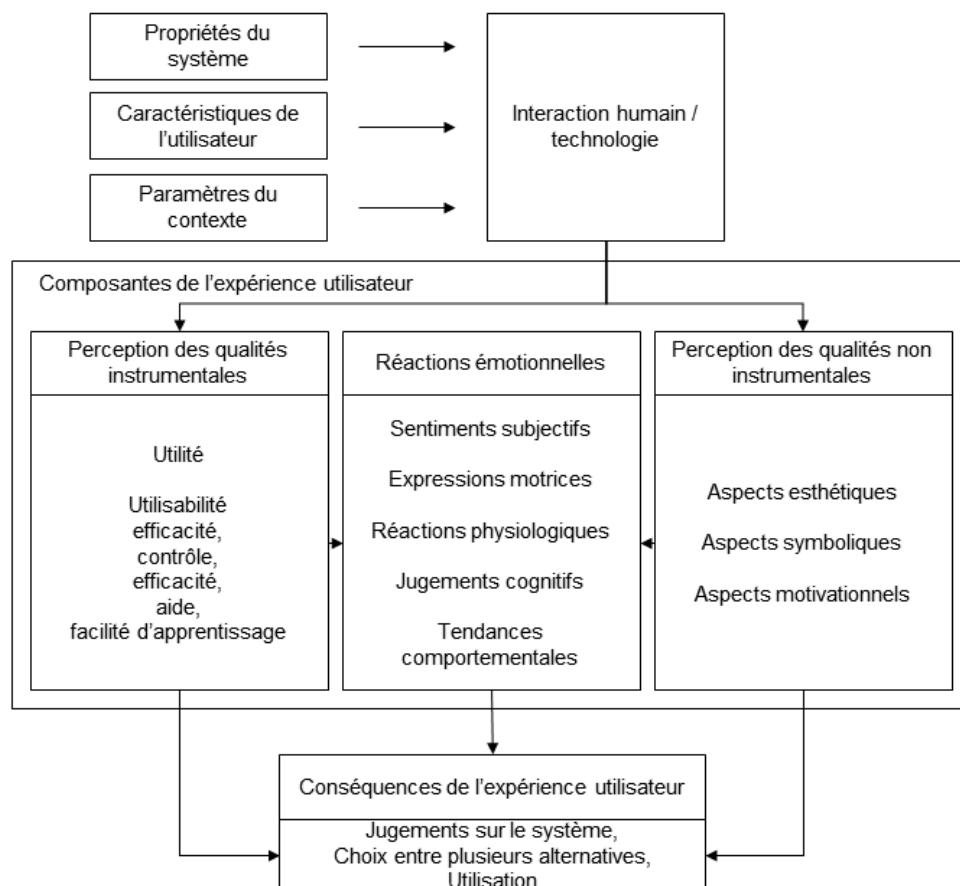 Propriétés du
système
Caractéristiques de
l'utilisateur
Paramètres du
contexte
Interaction humain /
technologie
Composantes de l'expérience utilisateur
Perception des qualités
instrumentales
Utilité
Utilisabilité
efficacité,
contrôle,
efficacité,
aide,
facilité d'apprentissage
Réactions émotionnelles
Sentiments subjectifs
Expressions motrices
Réactions physiologiques
Jugements cognitifs
Tendances
comportementales
Perception des qualités non
instrumentales
Aspects esthétiques
Aspects symboliques
Aspects motivationnels
Conséquences de l'expérience utilisateur
Jugements sur le système,
Choix entre plusieurs alternatives,
Utilisation